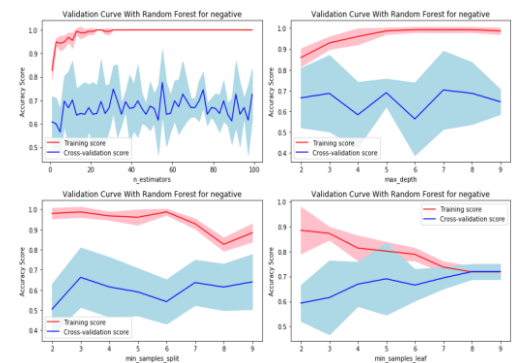 Validation Curve With Random Forest for negative
Accuracy Score
1.0
0.9
0.8
0.7
0.6
0.5
Training score
Cross-validation score
0 20 40 60 80 100
n_estimators
Validation Curve With Random Forest for negative
Accuracy Score
1.0
0.9
0.8
0.7
0.6
0.5
0.4
Training score
Cross-validation score
2 3 4 5 6 7 8 9
max_depth
Validation Curve With Random Forest for negative
Accuracy Score
1.0
0.9
0.8
0.7
0.6
0.5
0.4
Training score
Cross-validation score
2 3 4 5 6 7 8 9
min_samples_split
Validation Curve With Random Forest for negative
Accuracy Score
1.0
0.9
0.8
0.7
0.6
0.5
Training score
Cross-validation score
2 3 4 5 6 7 8 9
min_samples_leaf